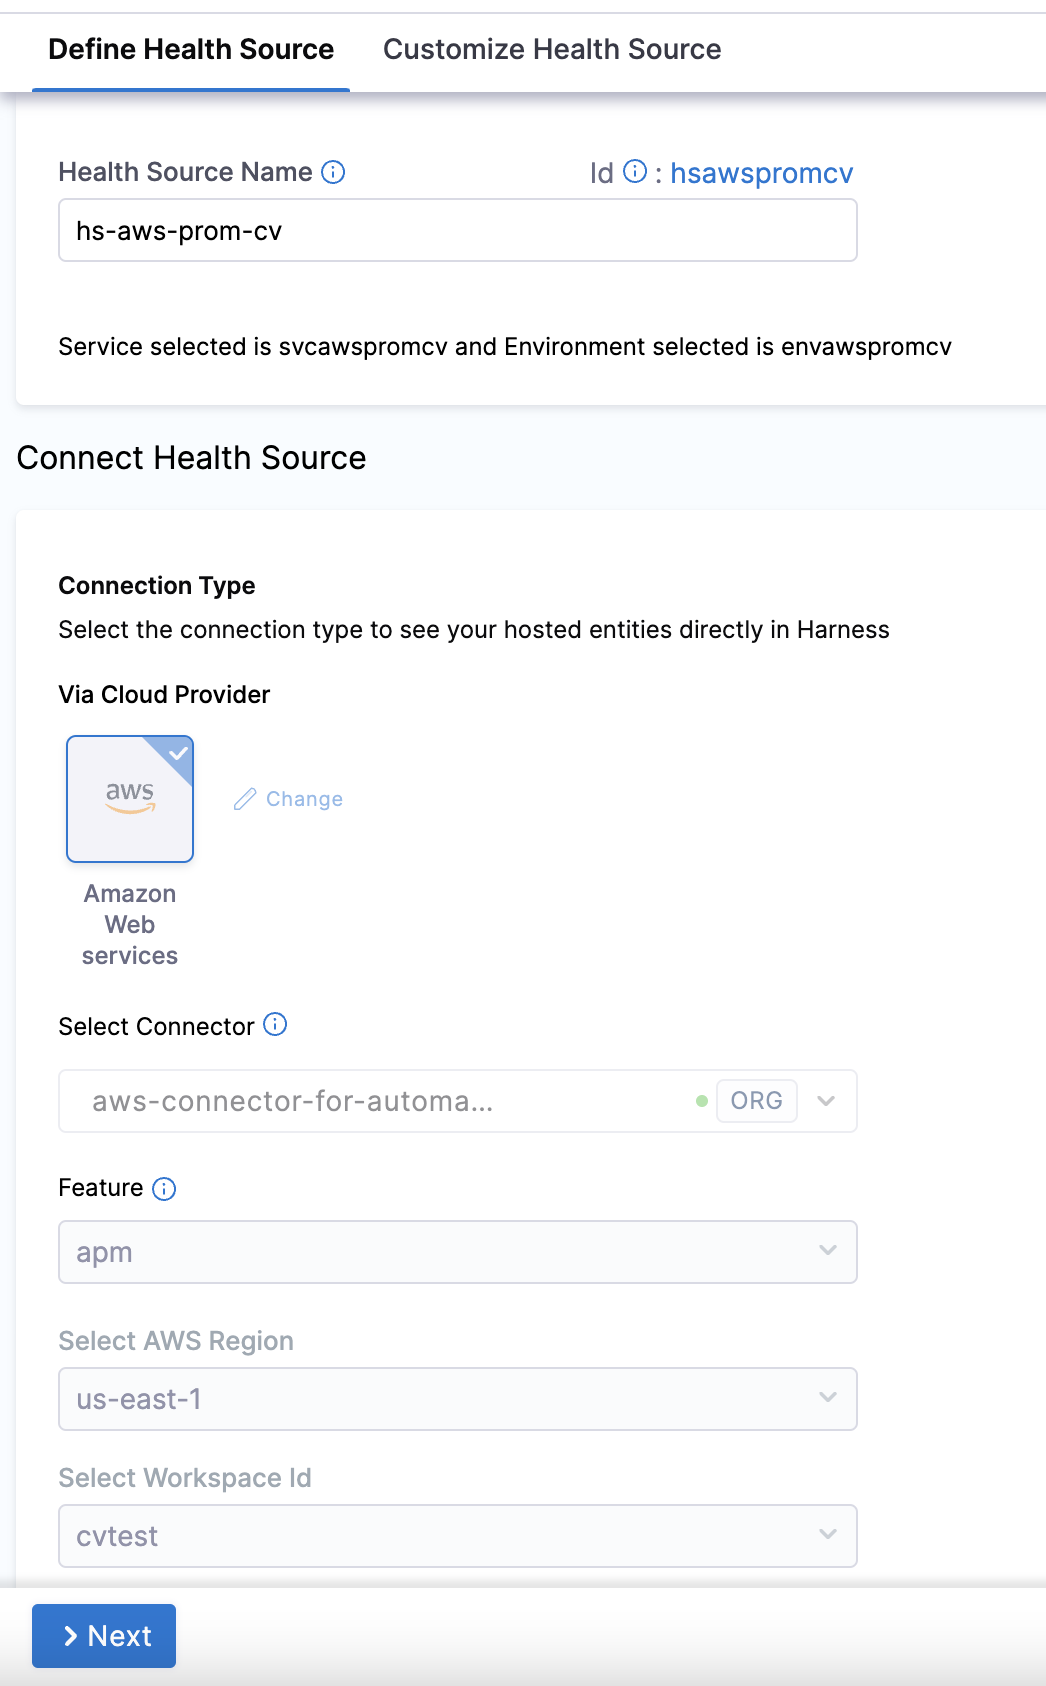 Define Health Source Customize Health Source
Health Source Name Id : hsawspromcv
hs-aws-prom-cv
Service selected is svcawspromcv and Environment selected is envawspromcv
Connect Health Source
Connection Type
Select the connection type to see your hosted entities directly in Harness
Via Cloud Provider
aws
Change
Amazon
Web
services
Select Connector
aws-connector-for-automa... ORG
Feature
apm
Select AWS Region
us-east-1
Select Workspace Id
cvtest
Next